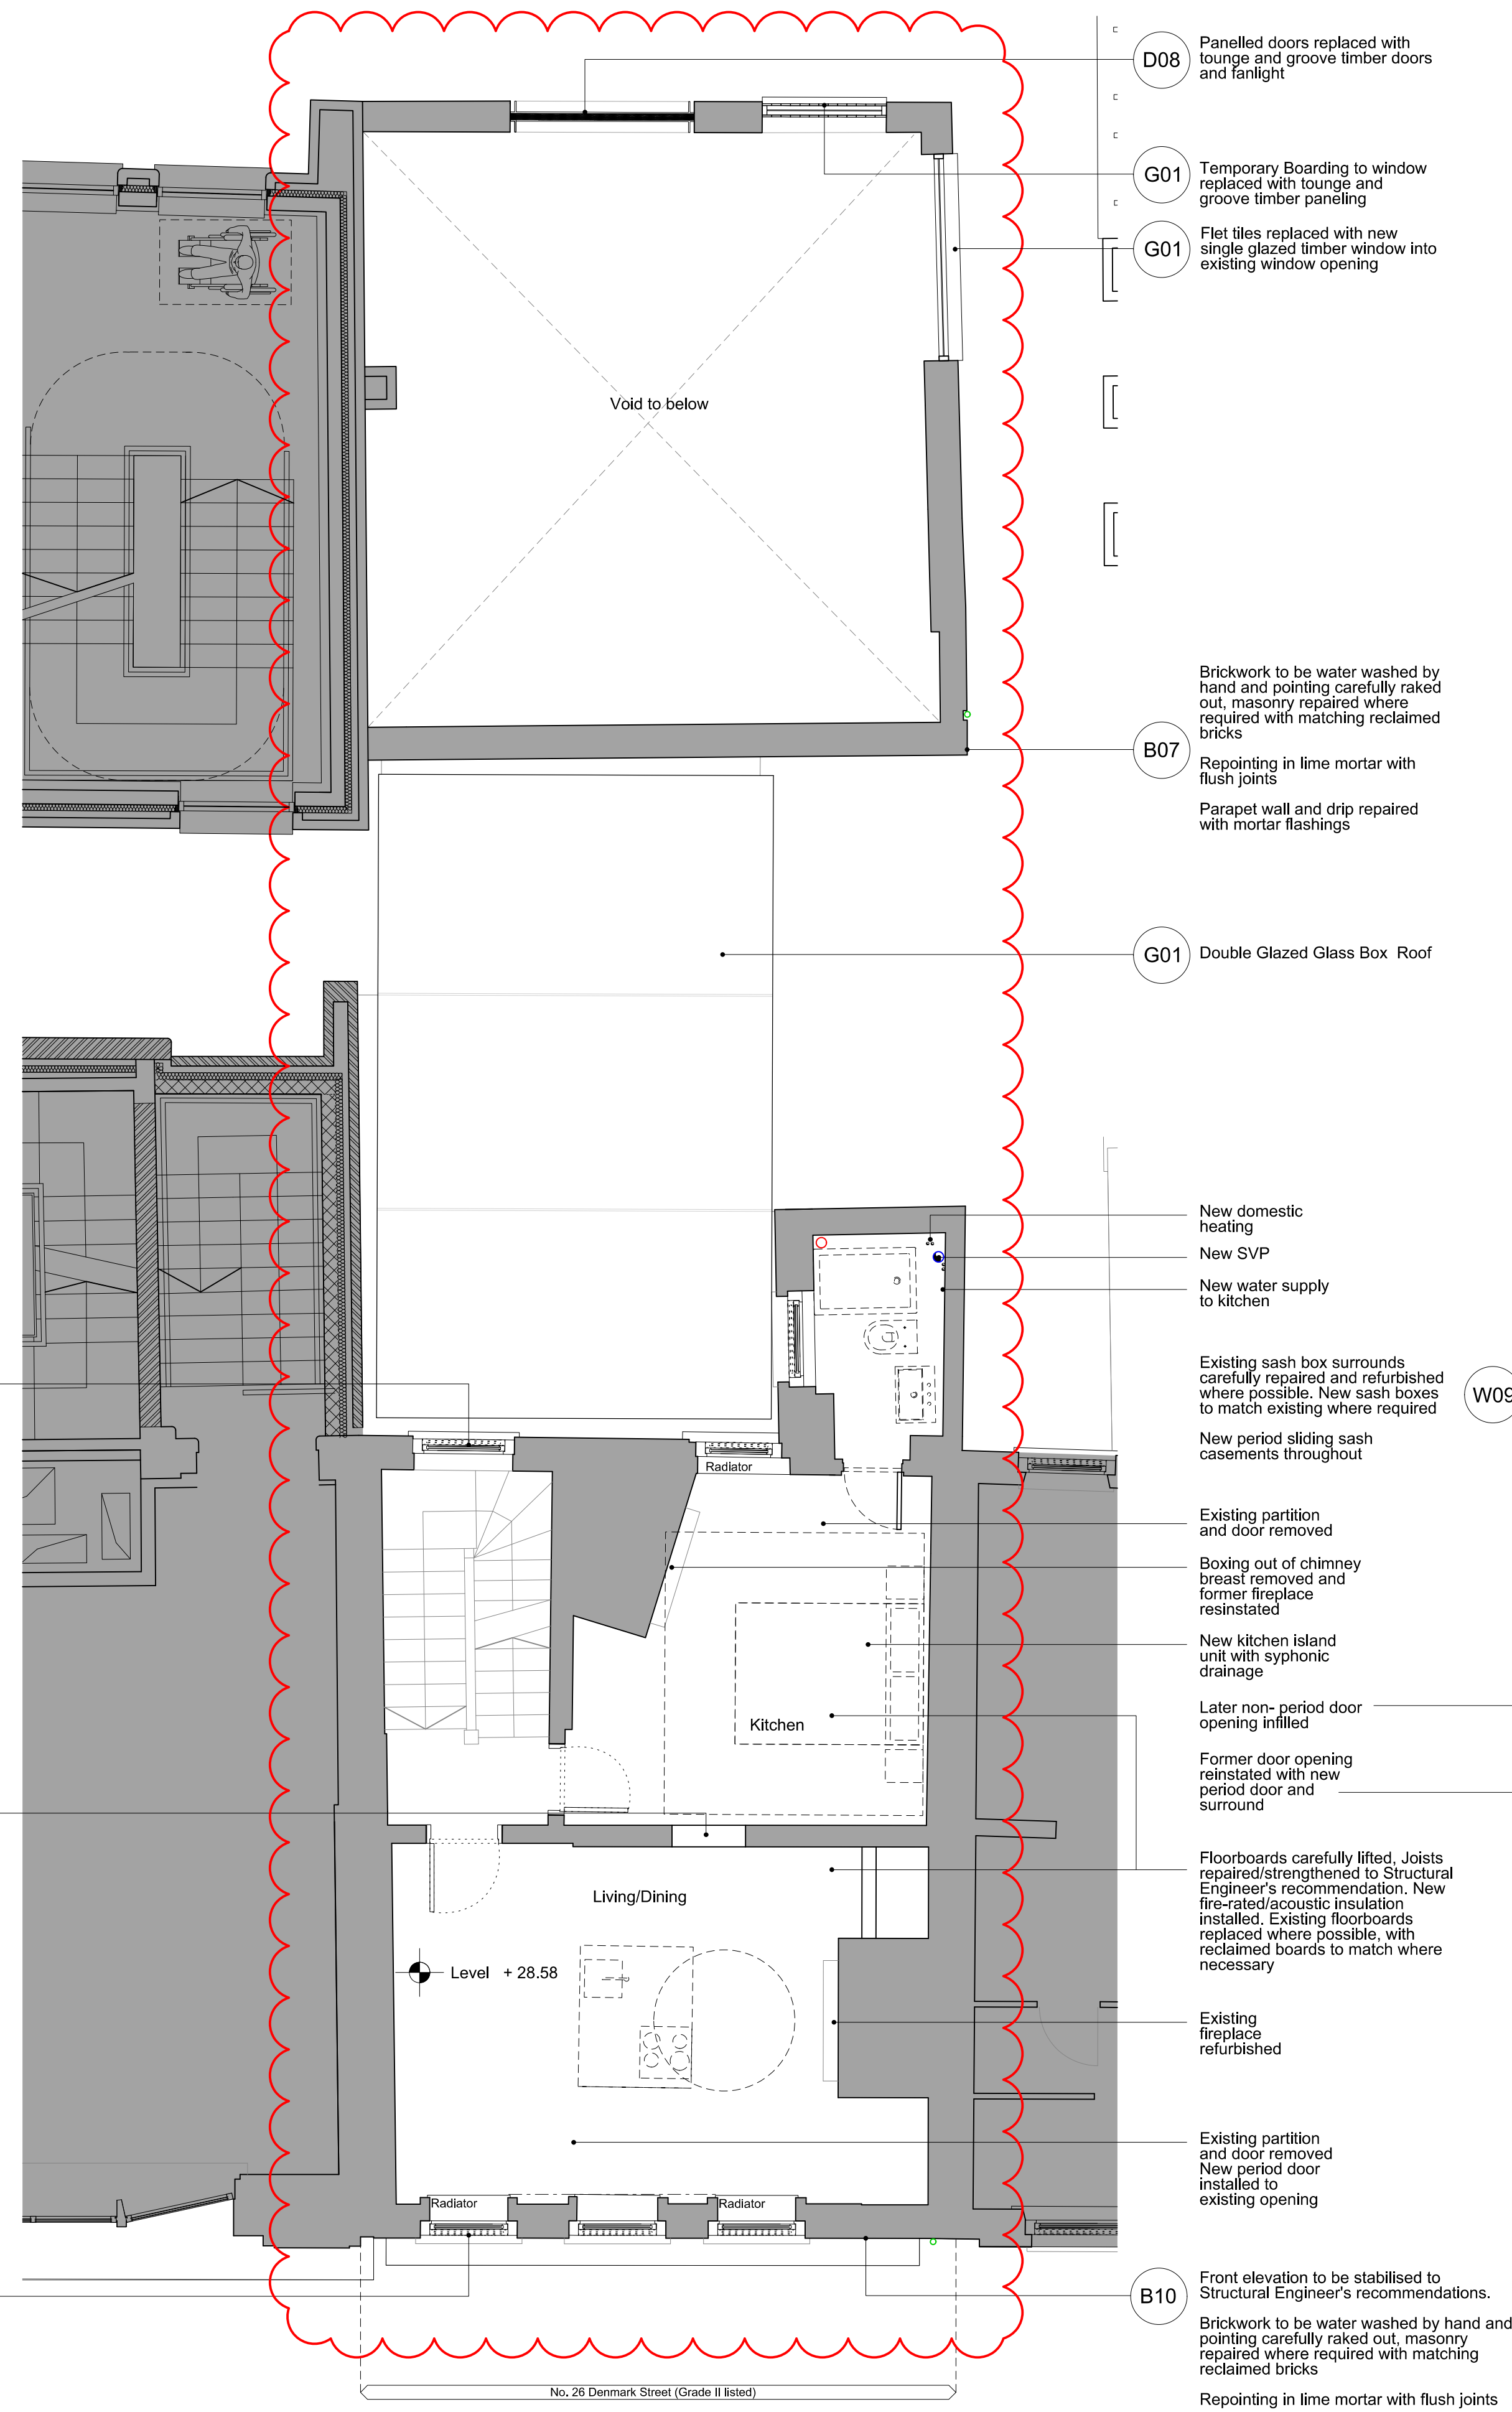 D08
Panelled doors replaced with
tounge and groove timber doors
and fanlight
G01
Temporary Boarding to window
replaced with tounge and
groove timber paneling
G01
Flet tiles replaced with new
single glazed timber window into
existing window opening
Void to below
Brickwork to be water washed by
hand and pointing carefully raked
out, masonry repaired where
required with matching reclaimed
bricks
B07
Repointing in lime mortar with
flush joints
Parapet wall and drip repaired
with mortar flashings
G01
Double Glazed Glass Box Roof
New domestic
heating
New SVP
New water supply
to kitchen
Existing sash box surrounds
carefully repaired and refurbished
where possible. New sash boxes
to match existing where required
W09
New period sliding sash
casements throughout
Radiator
Existing partition
and door removed
Boxing out of chimney
breast removed and
former fireplace
resinstated
New kitchen island
unit with syphonic
drainage
Later non- period door
opening infilled
Kitchen
Former door opening
reinstated with new
period door and
surround
Floorboards carefully lifted, Joists
repaired/strengthened to Structural
Engineer's recommendation. New
fire-rated/acoustic insulation
installed. Existing floorboards
replaced where possible, with
reclaimed boards to match where
necessary
Living/Dining
Level + 28.58
Existing
fireplace
refurbished
Existing partition
and door removed
New period door
installed to
existing opening
Radiator
Radiator
B10
Front elevation to be stabilised to
Structural Engineer's recommendations.
Brickwork to be water washed by hand and
pointing carefully raked out, masonry
repaired where required with matching
reclaimed bricks
Repointing in lime mortar with flush joints
No. 26 Denmark Street (Grade II listed)